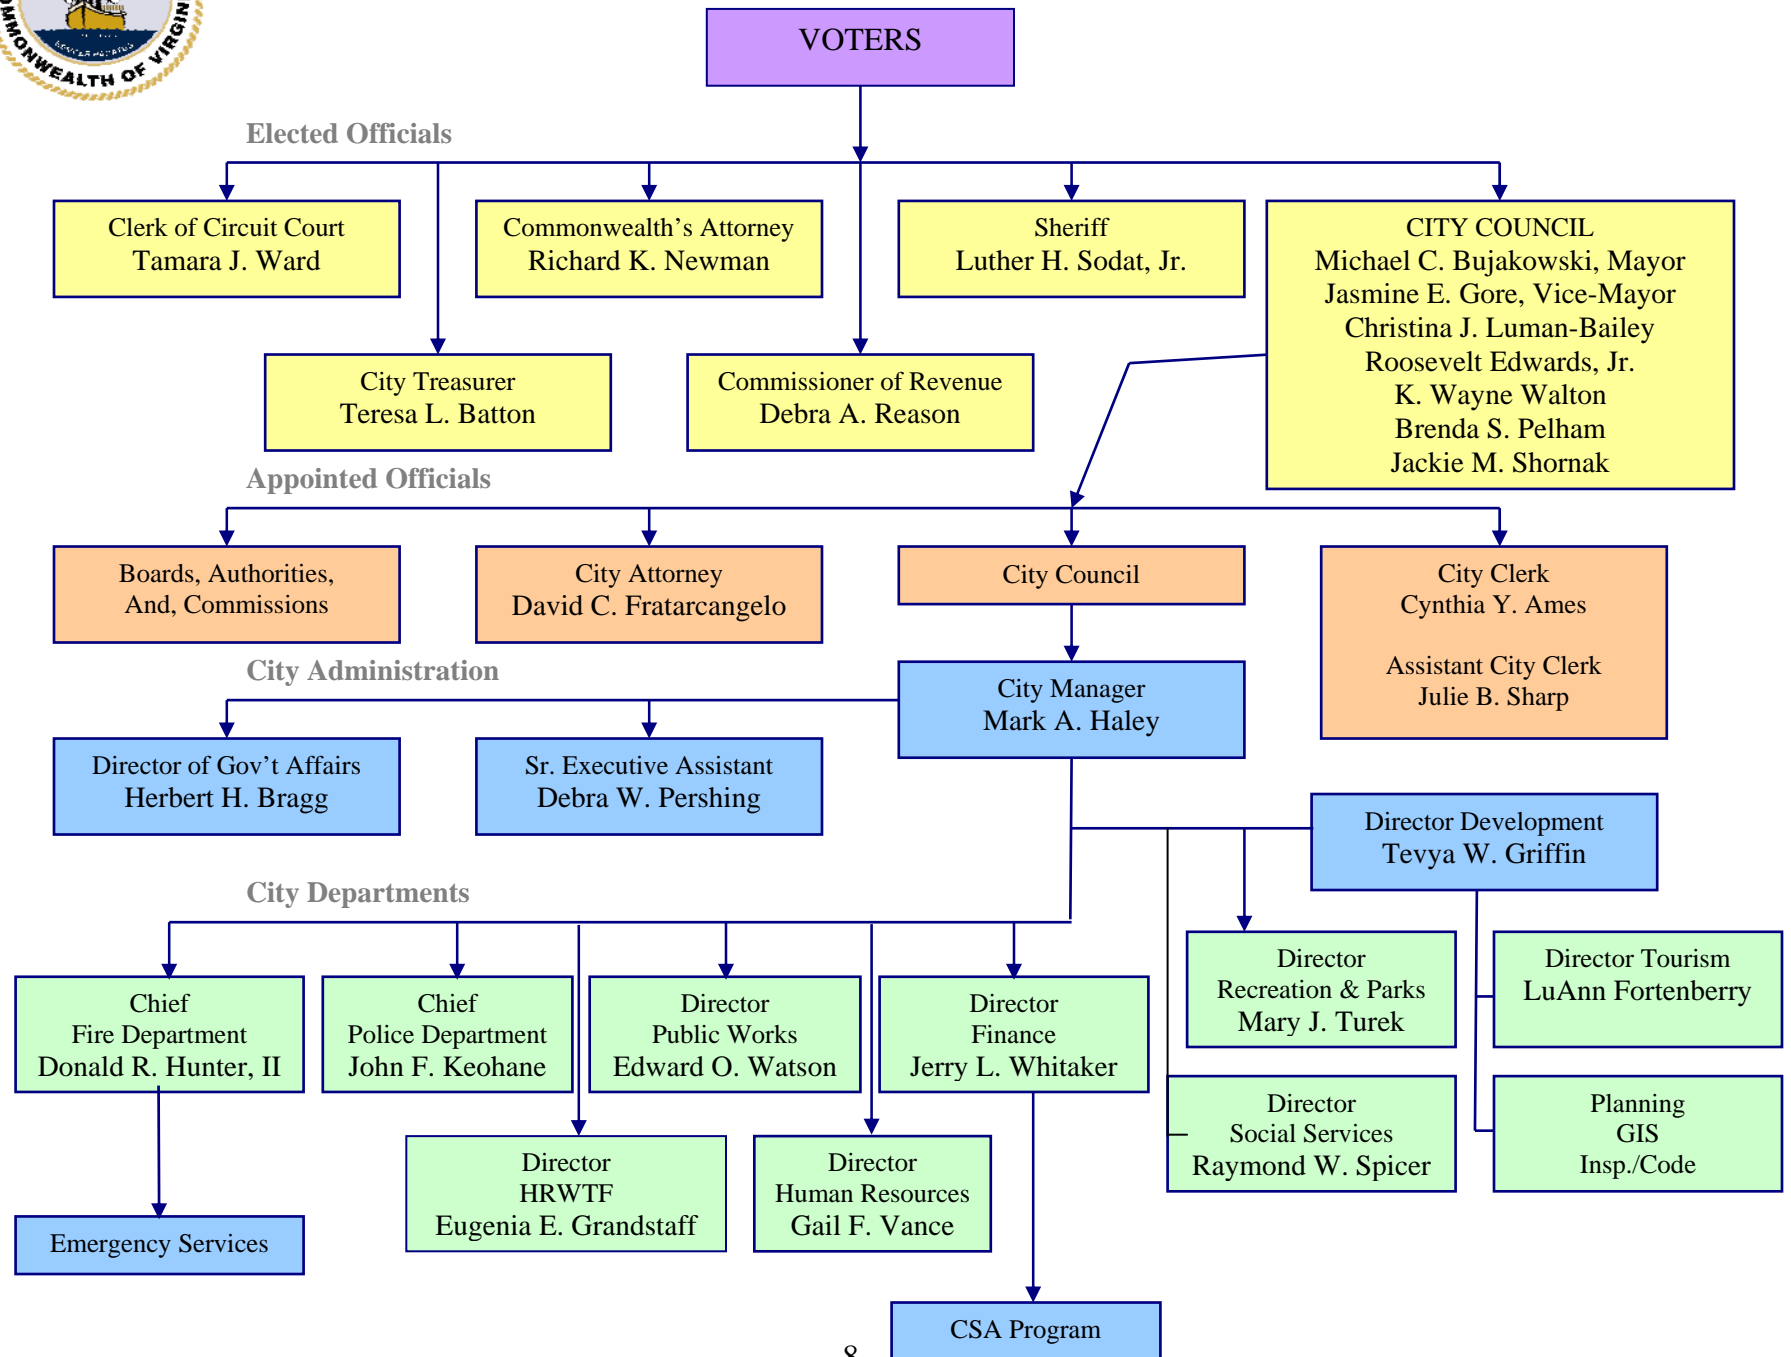 COMMONWEALTH OF VIRGINIA
VOTERS
Elected Officials
Clerk of Circuit Court
Tamara J. Ward
Commonwealth’s Attorney
Richard K. Newman
Sheriff
Luther H. Sodat, Jr.
CITY COUNCIL
Michael C. Bujakowski, Mayor
Jasmine E. Gore, Vice-Mayor
Christina J. Luman-Bailey
Roosevelt Edwards, Jr.
K. Wayne Walton
Brenda S. Pelham
Jackie M. Shornak
City Treasurer
Teresa L. Batton
Commissioner of Revenue
Debra A. Reason
Appointed Officials
Boards, Authorities,
And, Commissions
City Attorney
David C. Fratarcangelo
City Council
City Clerk
Cynthia Y. Ames
Assistant City Clerk
Julie B. Sharp
City Administration
City Manager
Mark A. Haley
Director of Gov’t Affairs
Herbert H. Bragg
Sr. Executive Assistant
Debra W. Pershing
Director Development
Tevya W. Griffin
City Departments
Chief
Fire Department
Donald R. Hunter, II
Chief
Police Department
John F. Keohane
Director
Public Works
Edward O. Watson
Director
Finance
Jerry L. Whitaker
Director
Recreation & Parks
Mary J. Turek
Director Tourism
LuAnn Fortenberry
Director
Social Services
Raymond W. Spicer
Planning
GIS
Insp./Code
Director
HRWTF
Eugenia E. Grandstaff
Director
Human Resources
Gail F. Vance
Emergency Services
CSA Program
8